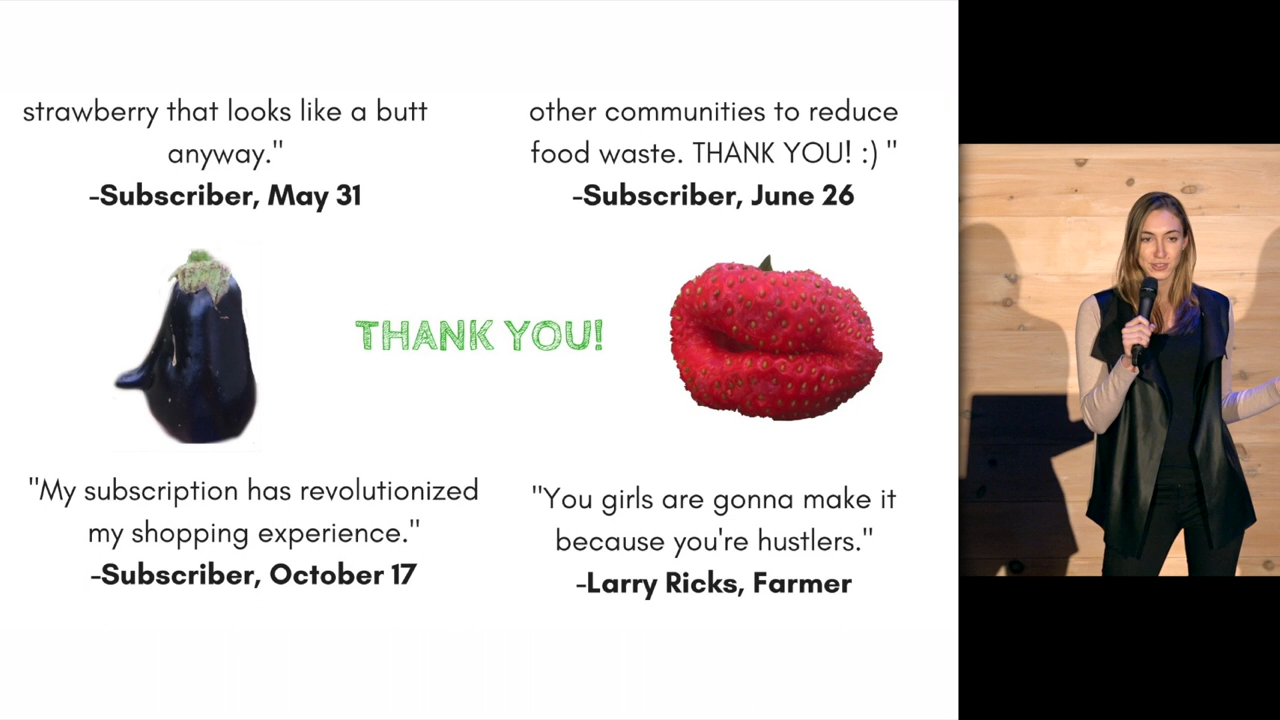 strawberry that looks like a butt
anyway."
-Subscriber, May 31
other communities to reduce
food waste. THANK YOU! :) "
-Subscriber, June 26
THANK YOU!
"My subscription has revolutionized
my shopping experience."
-Subscriber, October 17
"You girls are gonna make it
because you're hustlers."
-Larry Ricks, Farmer